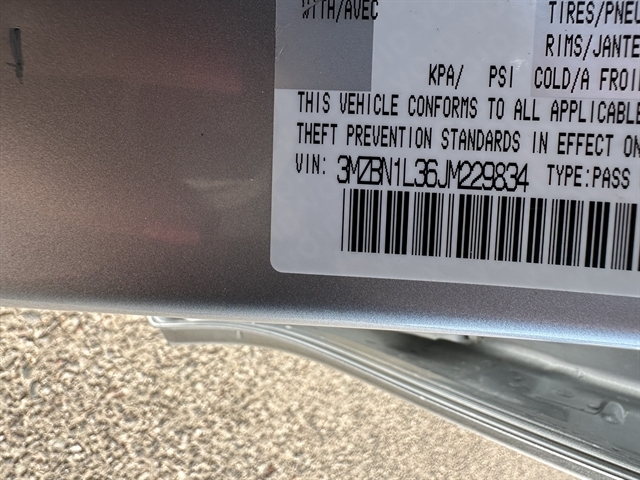 WITH/AVEC
TIRES/PNEU
RIMS/JANTE
KPA/ PSI COLD/A FROI
THIS VEHICLE CONFORMS TO ALL APPLICABLE
THEFT PREVENTION STANDARDS IN EFFECT ON
VIN: 3MZBN1L36JM229834 TYPE:PASS